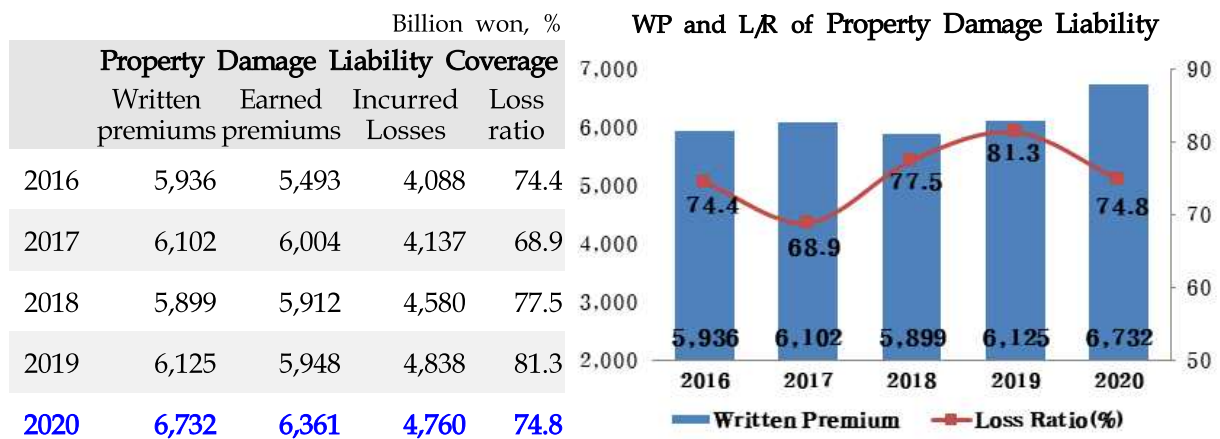 Billion won, %
Property Damage Liability Coverage
Written premiums Earned premiums Incurred Losses Loss ratio
2016 5,936 5,493 4,088 74.4
2017 6,102 6,004 4,137 68.9
2018 5,899 5,912 4,580 77.5
2019 6,125 5,948 4,838 81.3
2020 6,732 6,361 4,760 74.8
WP and L/R of Property Damage Liability
7,000 90
6,000 80
5,000 70
4,000 60
3,000 50
2,000
74.4 68.9 77.5 81.3 74.8
5,936 6,102 5,899 6,125 6,732
2016 2017 2018 2019 2020
Written Premium Loss Ratio(%)